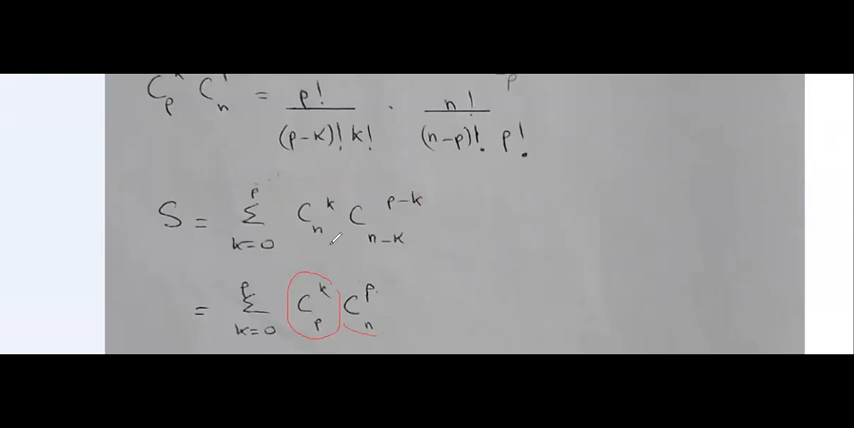 C_p^k C_n^p = p! / (p-k)! k! · n! / (n-p)! p!
S = Σ_{k=0}^{p} C_n^k C_{n-k}^{p-k}
= Σ_{k=0}^{p} C_p^k C_n^p